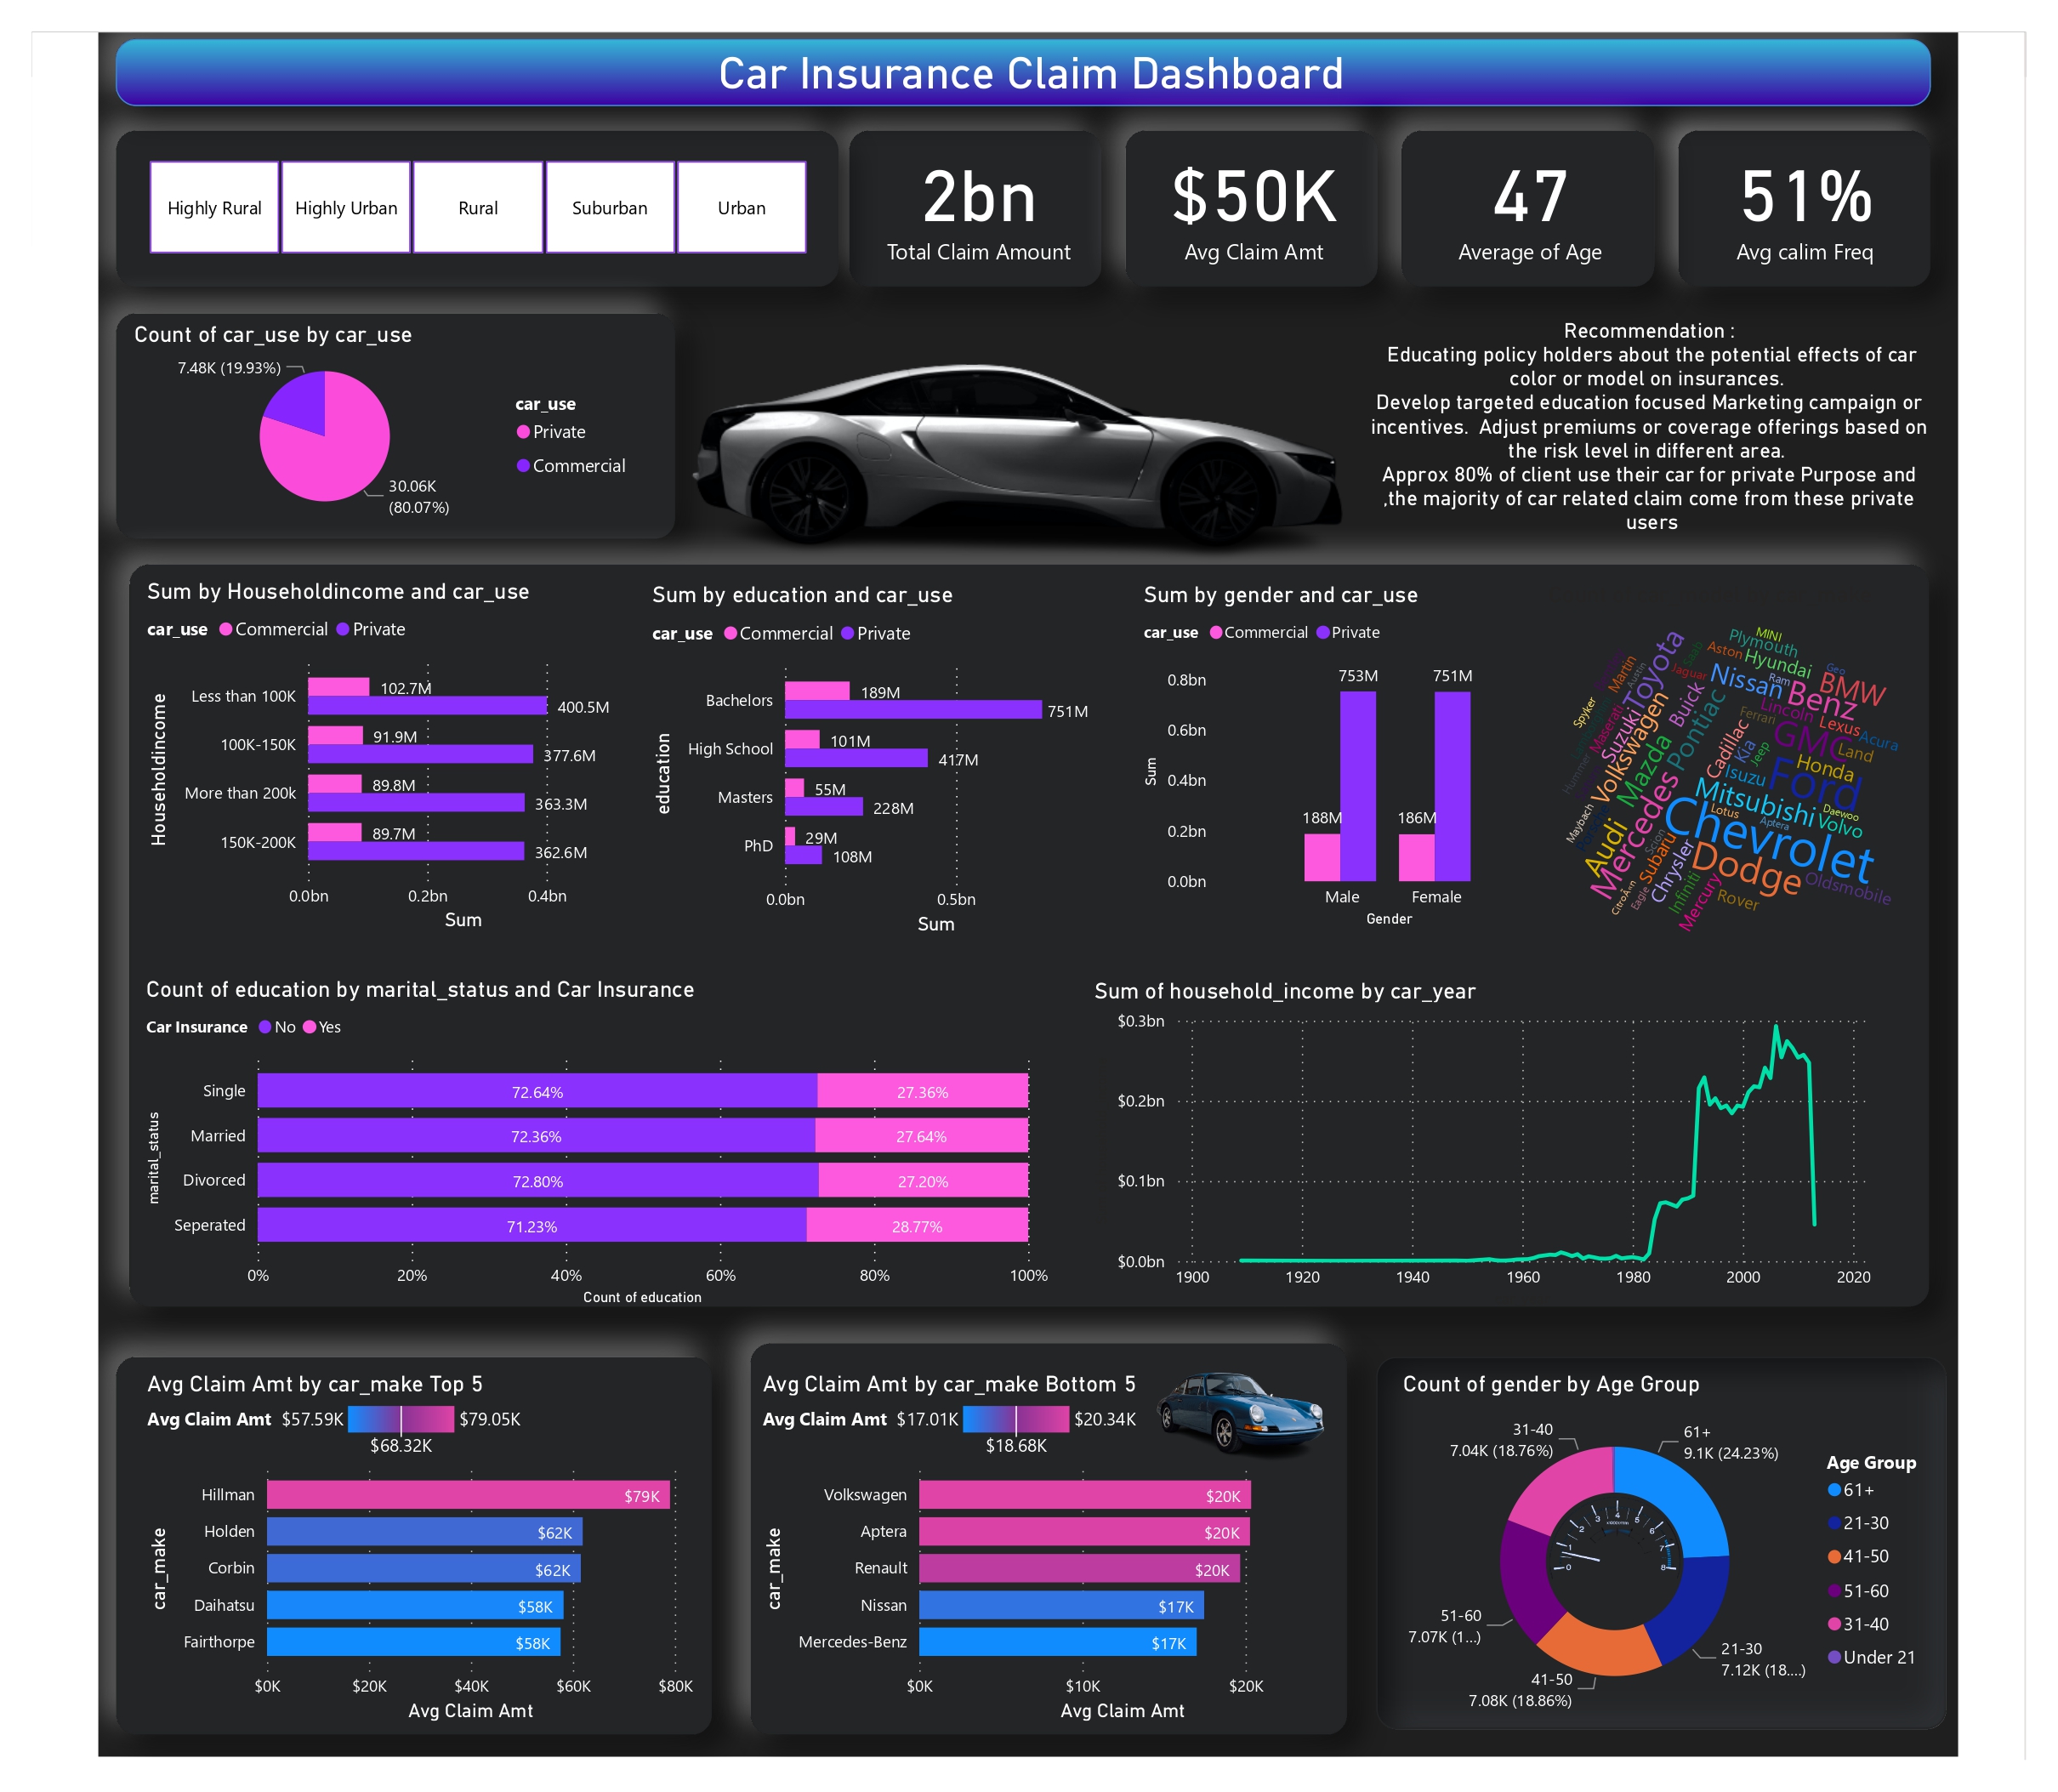 Car Insurance Claim Dashboard
Highly Rural
Highly Urban
Rural
Suburban
Urban
2bn
Total Claim Amount
$50K
Avg Claim Amt
47
Average of Age
51%
Avg calim Freq
Count of car_use by car_use
7.48K (19.93%)
30.06K
(80.07%)
car_use
Private
Commercial
Recommendation :
Educating policy holders about the potential effects of car
color or model on insurances.
Develop targeted education focused Marketing campaign or
incentives. Adjust premiums or coverage offerings based on
the risk level in different area.
Approx 80% of client use their car for private Purpose and
,the majority of car related claim come from these private
users
Sum by Householdincome and car_use
car_use Commercial Private
Householdincome
Less than 100K 102.7M 400.5M
100K-150K 91.9M 377.6M
More than 200k 89.8M 363.3M
150K-200K 89.7M 362.6M
0.0bn 0.2bn 0.4bn
Sum
Sum by education and car_use
car_use Commercial Private
education
Bachelors 189M 751M
High School 101M 417M
Masters 55M 228M
PhD 29M 108M
0.0bn 0.5bn
Sum
Sum by gender and car_use
car_use Commercial Private
Sum
0.8bn
0.6bn
0.4bn
0.2bn
0.0bn
188M 753M 186M 751M
Male Female
Gender
MINI
Plymouth
Toyota
Saab
Aston
Hyundai
Geo
Martin
Austin
Jaguar
Nissan
Ram
Benz
BMW
Spyker
Maserati
Suzuki
Buick
Pontiac
Ferrari
Lincoln
Lexus
Acura
Hummer
Volkswagen
Cadillac
Kia
Jeep
GMC
Land
Mazda
Isuzu
Ford
Honda
Maybach
Mercedes
Mitsubishi
Lotus
Aptera
Daewoo
Volvo
Audi
Scion
Chevrolet
Subaru
Chrysler
Dodge
Oldsmobile
CitroÃ«n
Eagle
Infiniti
Mercury
Rover
Count of education by marital_status and Car Insurance
Car Insurance No Yes
marital_status
Single 72.64% 27.36%
Married 72.36% 27.64%
Divorced 72.80% 27.20%
Seperated 71.23% 28.77%
0% 20% 40% 60% 80% 100%
Count of education
Sum of household_income by car_year
$0.3bn
$0.2bn
$0.1bn
$0.0bn
1900 1920 1940 1960 1980 2000 2020
Avg Claim Amt by car_make Top 5
Avg Claim Amt $57.59K $79.05K
$68.32K
car_make
Hillman $79K
Holden $62K
Corbin $62K
Daihatsu $58K
Fairthorpe $58K
$0K $20K $40K $60K $80K
Avg Claim Amt
Avg Claim Amt by car_make Bottom 5
Avg Claim Amt $17.01K $20.34K
$18.68K
car_make
Volkswagen $20K
Aptera $20K
Renault $20K
Nissan $17K
Mercedes-Benz $17K
$0K $10K $20K
Avg Claim Amt
Count of gender by Age Group
31-40
7.04K (18.76%)
61+
9.1K (24.23%)
51-60
7.07K (1...)
21-30
7.12K (18....)
41-50
7.08K (18.86%)
0 1 2 3 4 5 6 7 8
Age Group
61+
21-30
41-50
51-60
31-40
Under 21